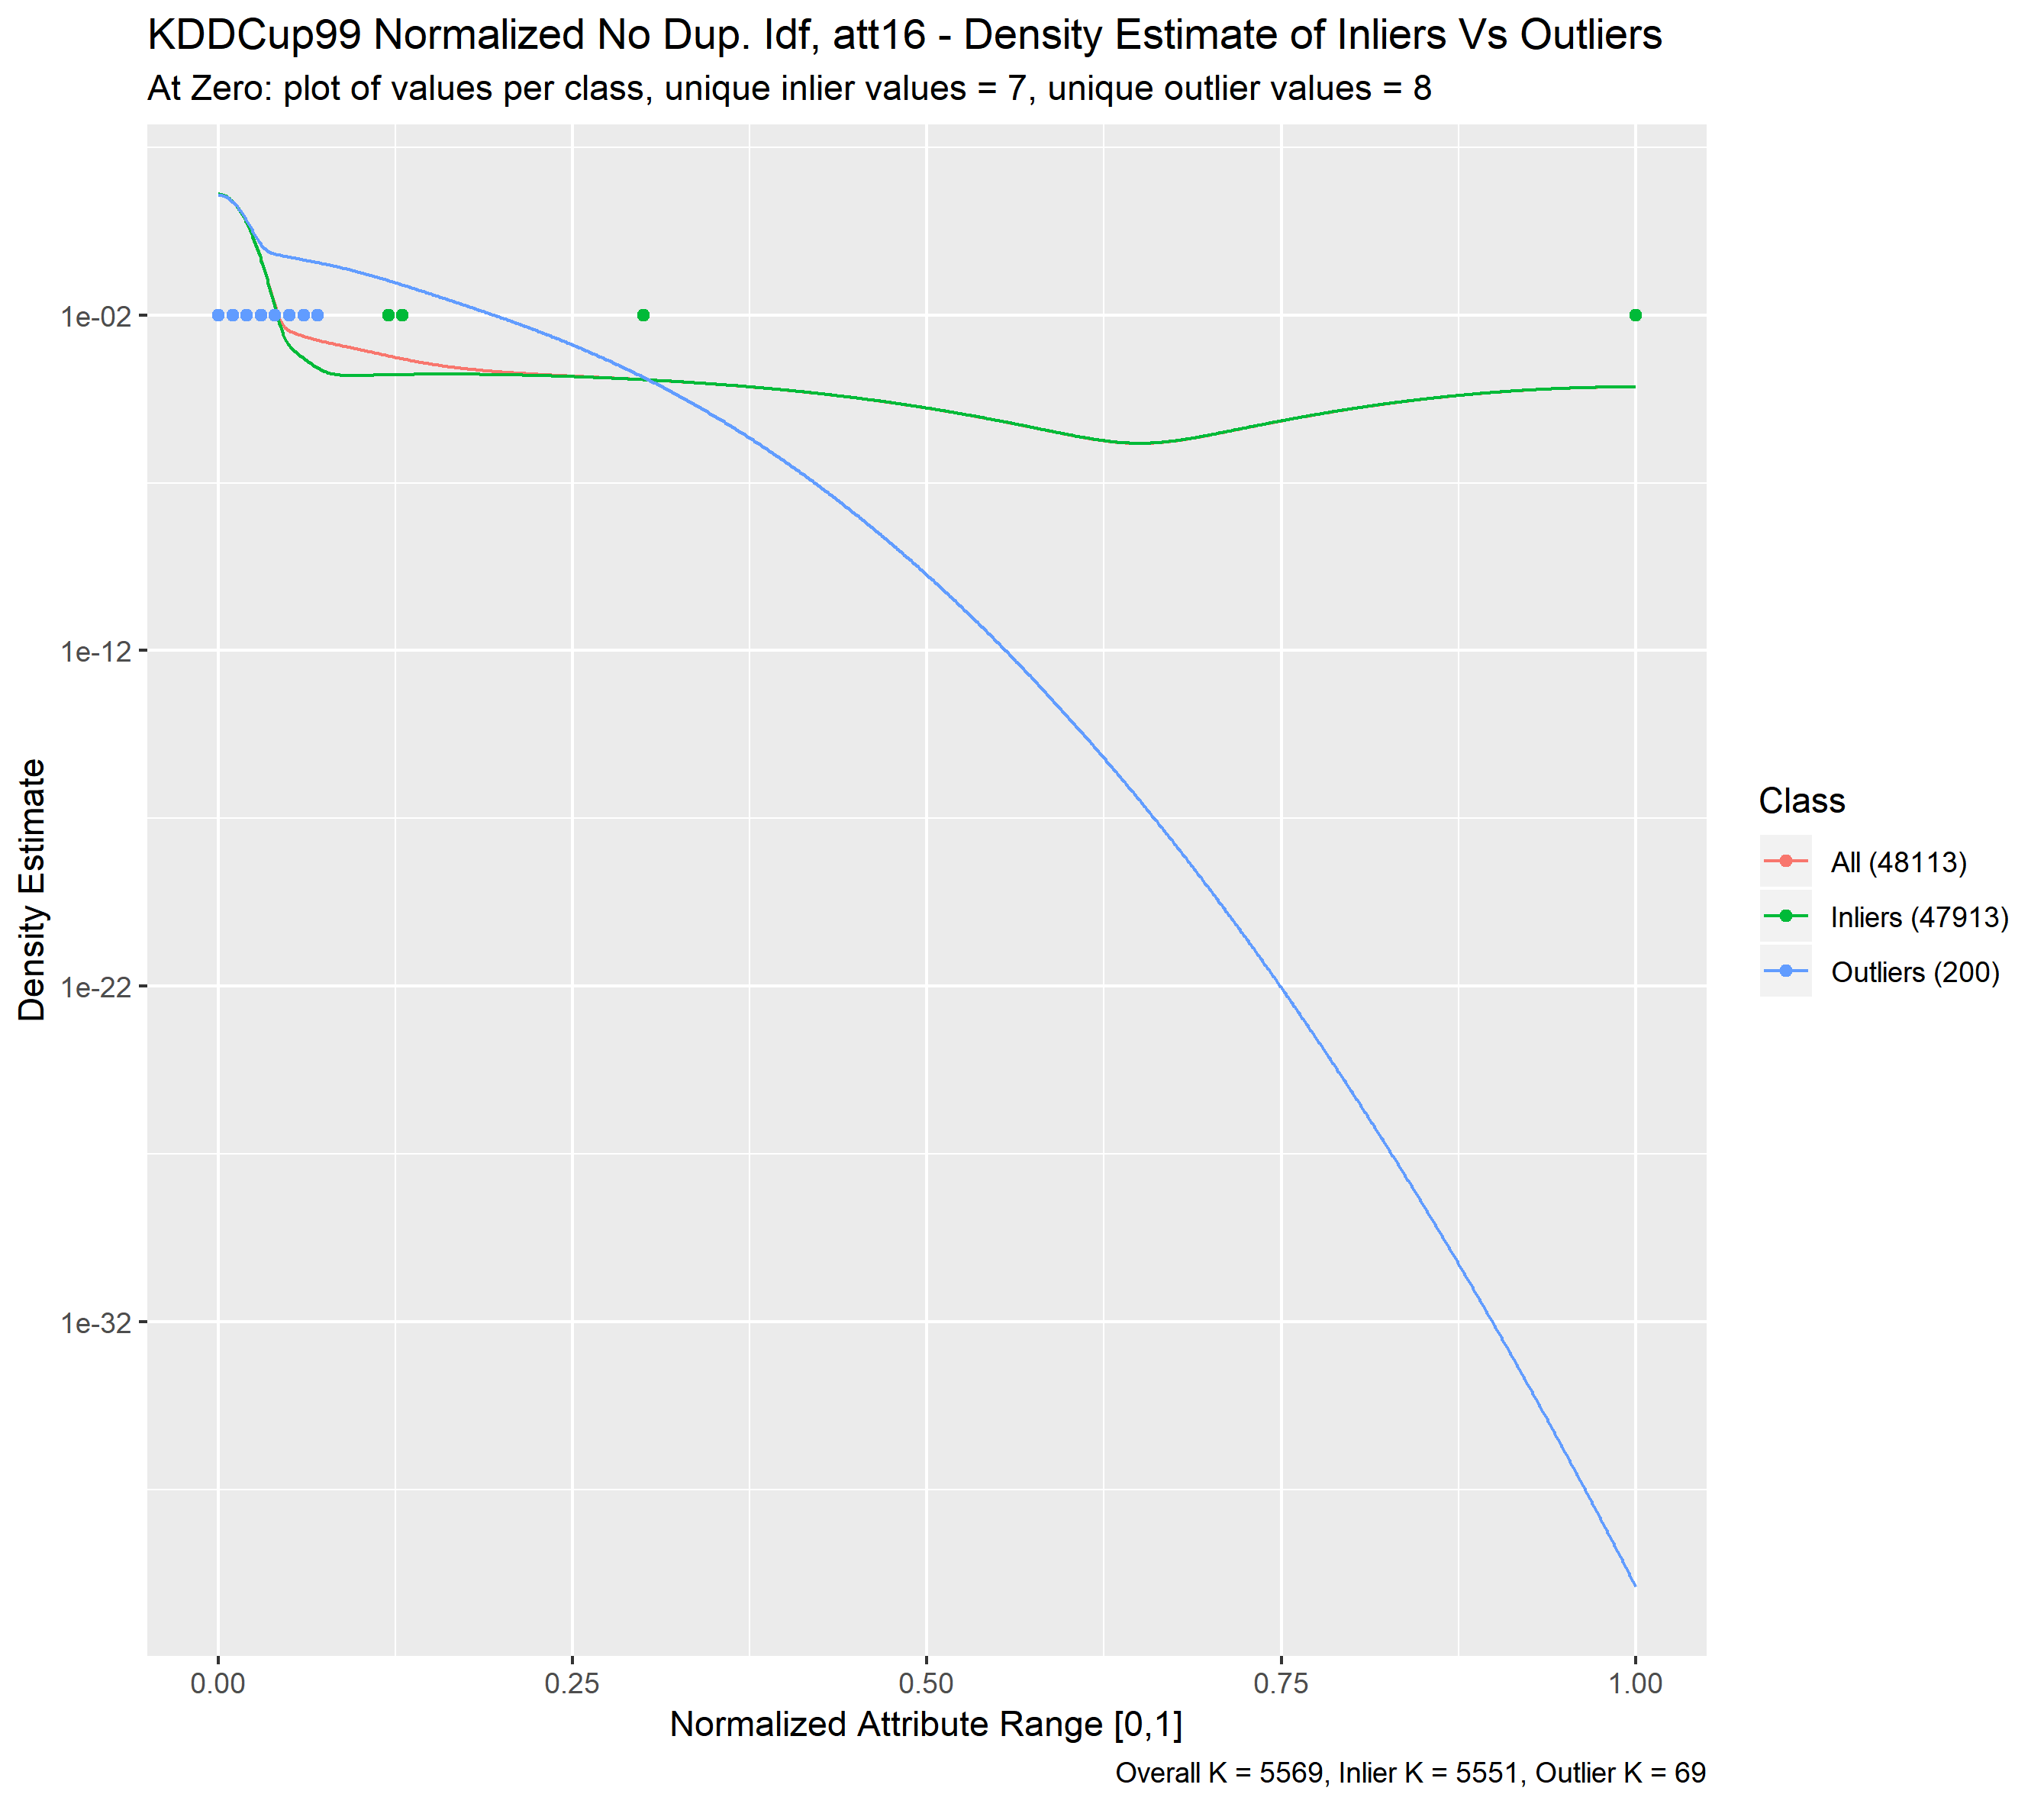 KDDCup99 Normalized No Dup. Idf, att16 - Density Estimate of Inliers Vs Outliers
At Zero: plot of values per class, unique inlier values = 7, unique outlier values = 8
1e-02
1e-12
1e-22
1e-32
Density Estimate
0.00
0.25
0.50
0.75
1.00
Normalized Attribute Range [0,1]
Overall K = 5569, Inlier K = 5551, Outlier K = 69
Class
All (48113)
Inliers (47913)
Outliers (200)